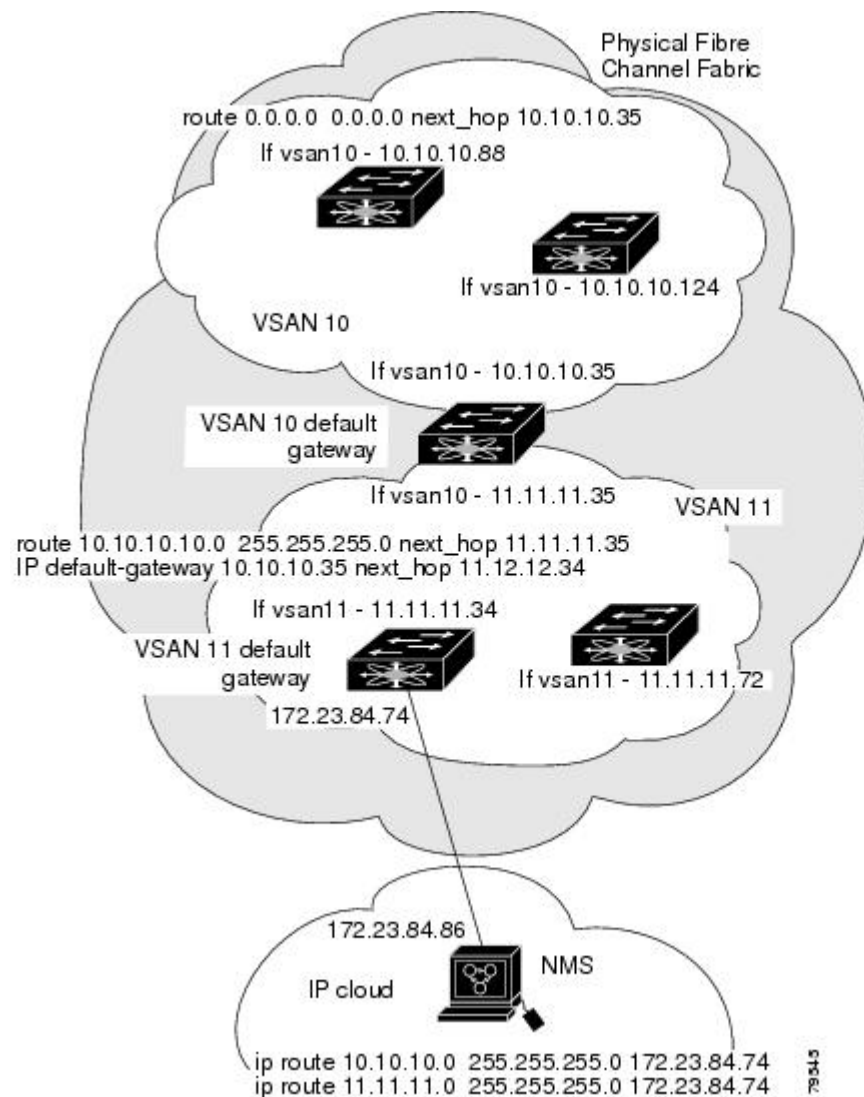 Physical Fibre
Channel Fabric
route 0.0.0.0 0.0.0.0 next_hop 10.10.10.35
If vsan10 - 10.10.10.88
If vsan10 - 10.10.10.124
VSAN 10
If vsan10 - 10.10.10.35
VSAN 10 default
gateway
If vsan10 - 11.11.11.35
VSAN 11
route 10.10.10.10.0 255.255.255.0 next_hop 11.11.11.35
IP default-gateway 10.10.10.35 next_hop 11.12.12.34
If vsan11 - 11.11.11.34
VSAN 11 default
gateway
If vsan11 - 11.11.11.72
172.23.84.74
172.23.84.86
NMS
IP cloud
ip route 10.10.10.0 255.255.255.0 172.23.84.74
ip route 11.11.11.0 255.255.255.0 172.23.84.74
79545